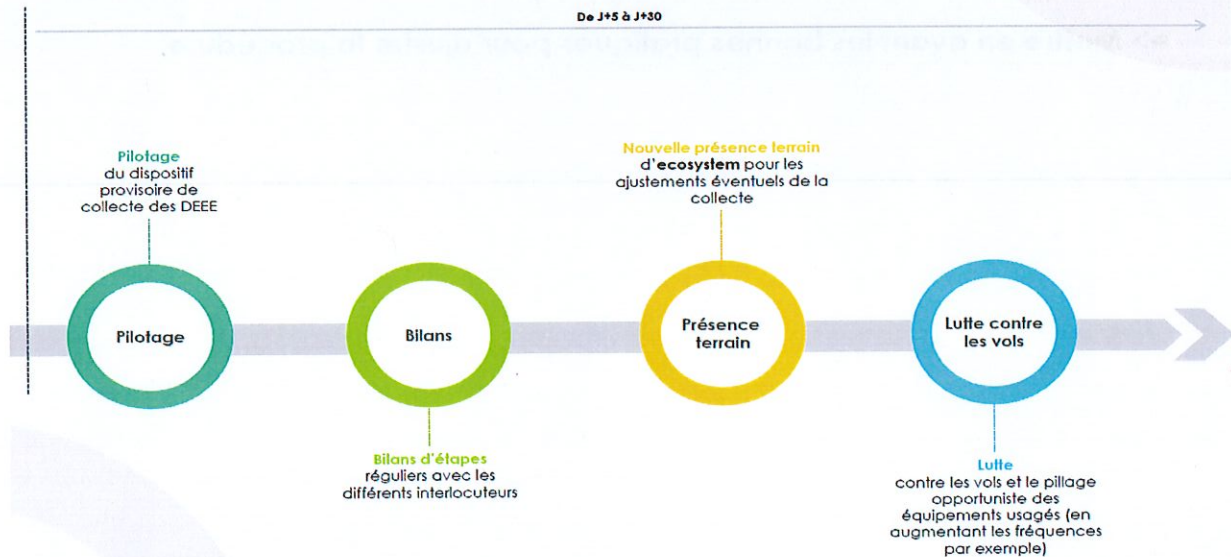 De J+5 à J+30
Pilotage
du dispositif
provisoire de
collecte des DEEE
Nouvelle présence terrain
d'ecosystem pour les
ajustements éventuels de la
collecte
Pilotage
Bilans
Présence
terrain
Lutte contre
les vols
Bilans d'étapes
réguliers avec les
différents interlocuteurs
Lutte
contre les vols et le pillage
opportuniste des
équipements usagés (en
augmentant les fréquences
par exemple)